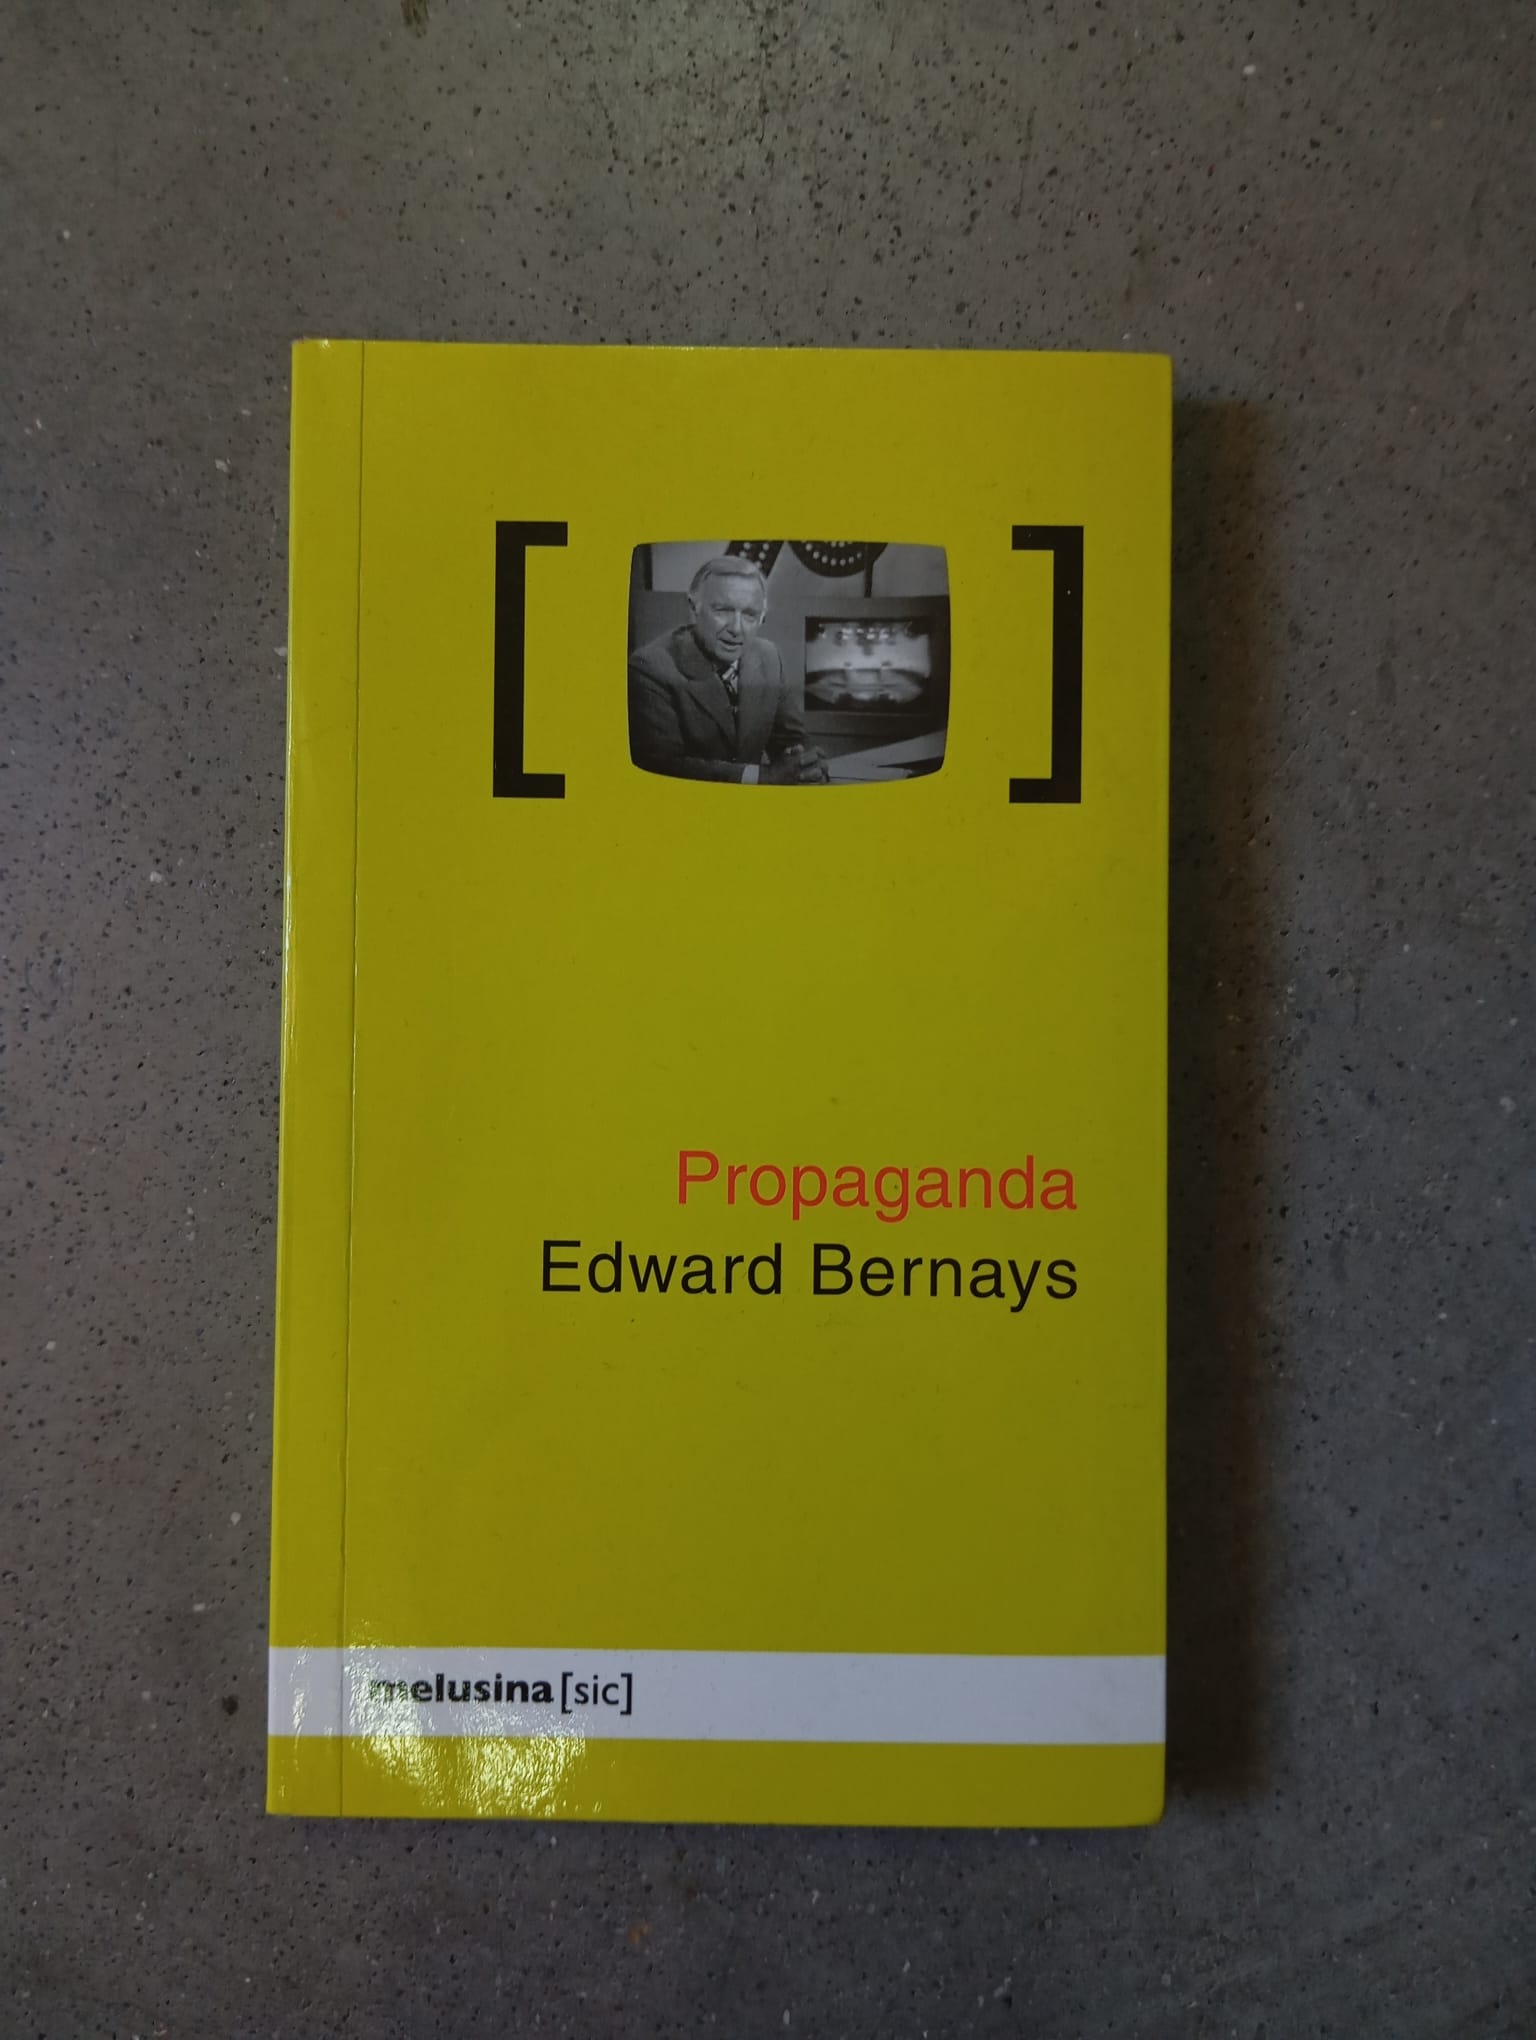 [ ]
Propaganda
Edward Bernays
melusina[sic]